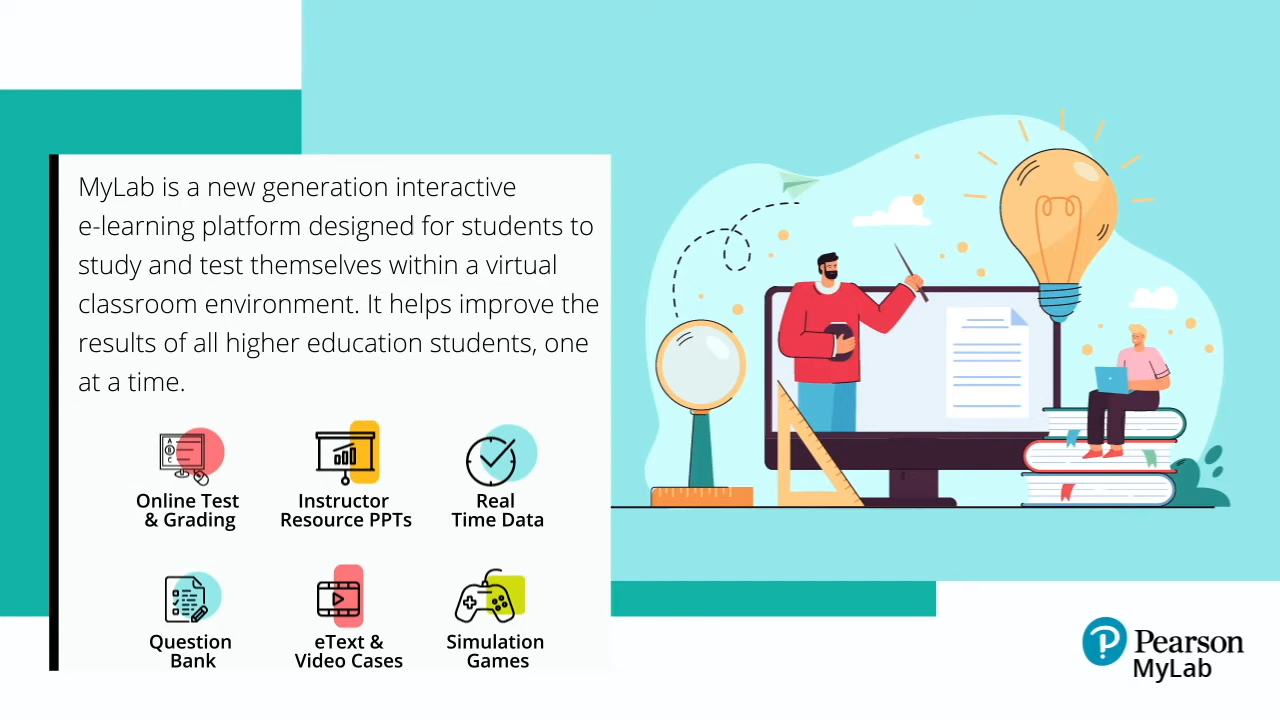 MyLab is a new generation interactive
e-learning platform designed for students to
study and test themselves within a virtual
classroom environment. It helps improve the
results of all higher education students, one
at a time.
A
B
C
Online Test
& Grading
Instructor
Resource PPTs
Real
Time Data
Question
Bank
eText &
Video Cases
Simulation
Games
P
Pearson
MyLab